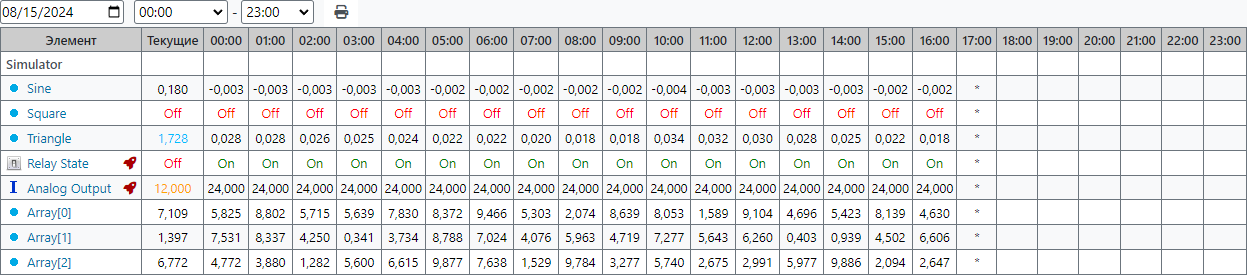 08/15/2024 00:00 - 23:00
Элемент Текущие 00:00 01:00 02:00 03:00 04:00 05:00 06:00 07:00 08:00 09:00 10:00 11:00 12:00 13:00 14:00 15:00 16:00 17:00 18:00 19:00 20:00 21:00 22:00 23:00
Simulator
Sine 0,180 -0,003 -0,003 -0,003 -0,003 -0,003 -0,002 -0,002 -0,002 -0,002 -0,002 -0,004 -0,003 -0,003 -0,003 -0,003 -0,002 -0,002 *
Square Off Off Off Off Off Off Off Off Off Off Off Off Off Off Off Off Off Off *
Triangle 1,728 0,028 0,028 0,026 0,025 0,024 0,022 0,022 0,020 0,018 0,018 0,034 0,032 0,030 0,028 0,025 0,022 0,018 *
Relay State Off On On On On On On On On On On On On On On On On On *
Analog Output 12,000 24,000 24,000 24,000 24,000 24,000 24,000 24,000 24,000 24,000 24,000 24,000 24,000 24,000 24,000 24,000 24,000 24,000 *
Array[0] 7,109 5,825 8,802 5,715 5,639 7,830 8,372 9,466 5,303 2,074 8,639 8,053 1,589 9,104 4,696 5,423 8,139 4,630 *
Array[1] 1,397 7,531 8,337 4,250 0,341 3,734 8,788 7,024 4,076 5,963 4,719 7,277 5,643 6,260 0,403 0,939 4,502 6,606 *
Array[2] 6,772 4,772 3,880 1,282 5,600 6,615 9,877 7,638 1,529 9,784 3,277 5,740 2,675 2,991 5,977 9,886 2,094 2,647 *